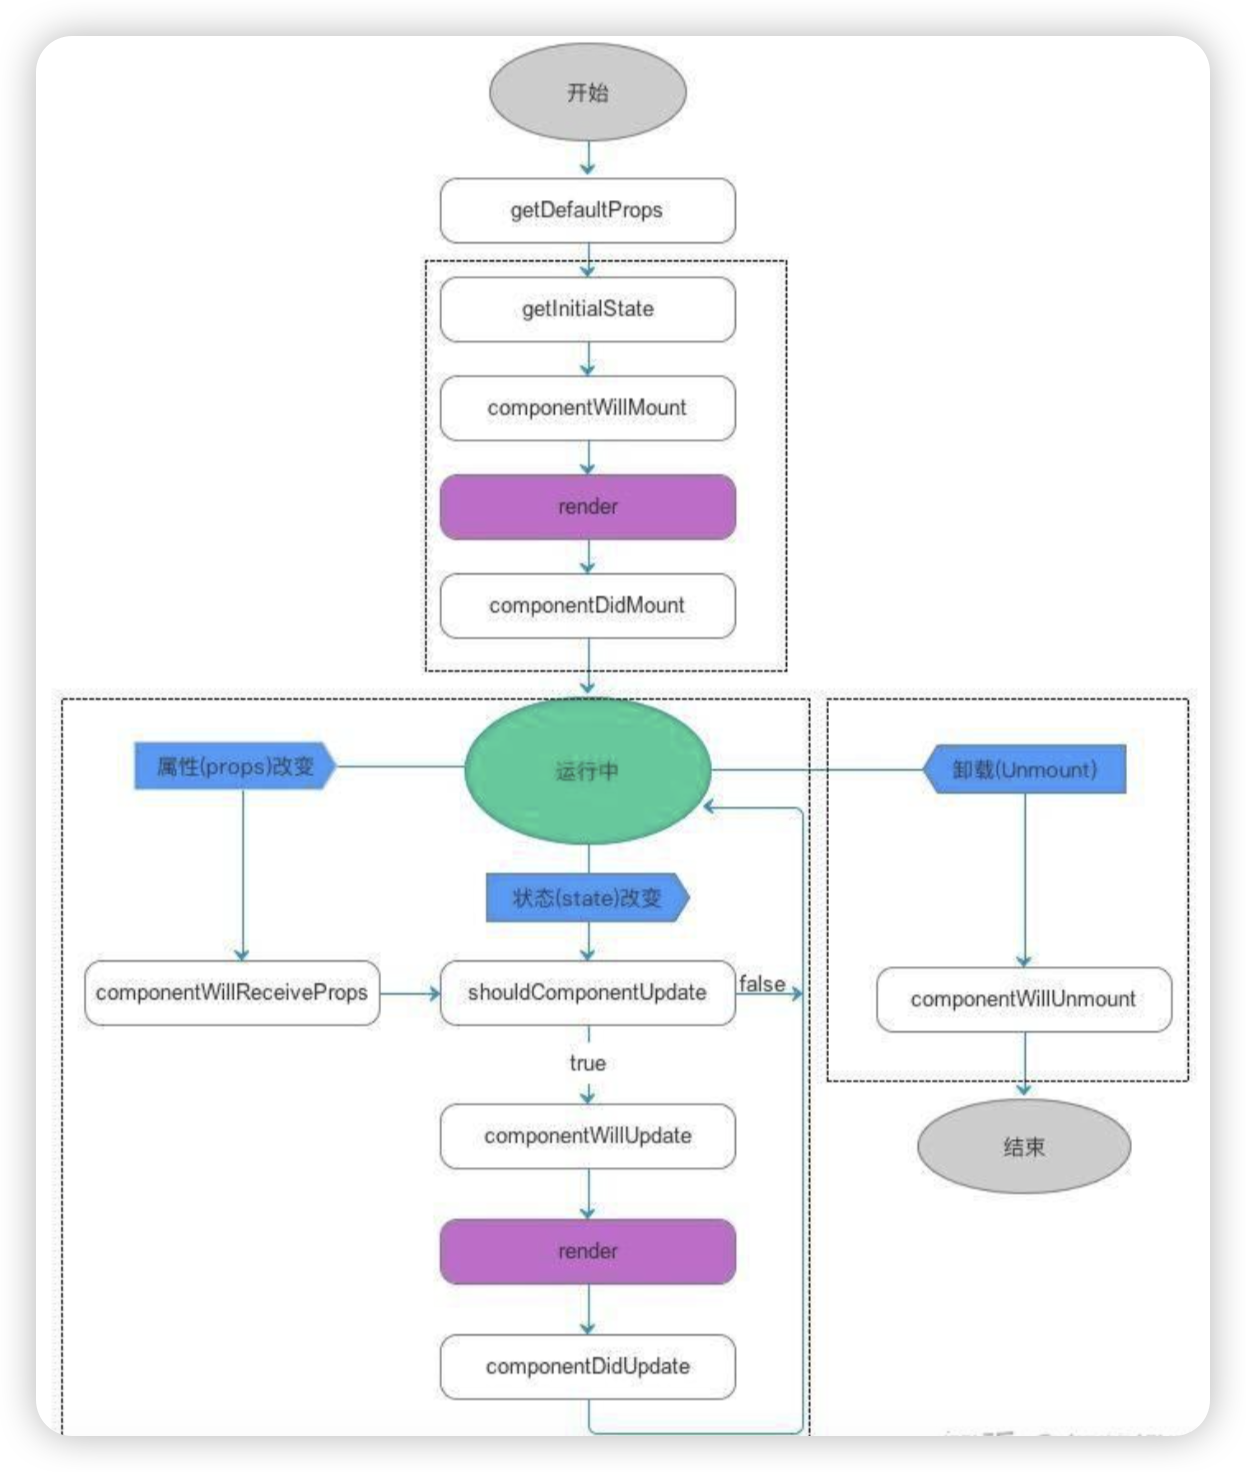 开始
getDefaultProps
getInitialState
componentWillMount
render
componentDidMount
属性(props)改变
运行中
卸载(Unmount)
状态(state)改变
componentWillReceiveProps
shouldComponentUpdate
false
componentWillUnmount
true
componentWillUpdate
结束
render
componentDidUpdate